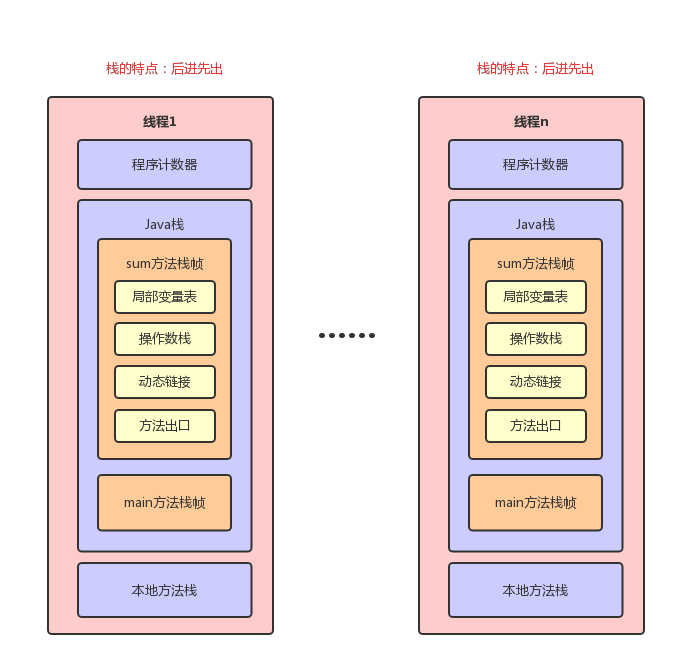 栈的特点：后进先出
线程1
程序计数器
Java栈
sum方法栈帧
局部变量表
操作数栈
动态链接
方法出口
main方法栈帧
本地方法栈
······
栈的特点：后进先出
线程n
程序计数器
Java栈
sum方法栈帧
局部变量表
操作数栈
动态链接
方法出口
main方法栈帧
本地方法栈